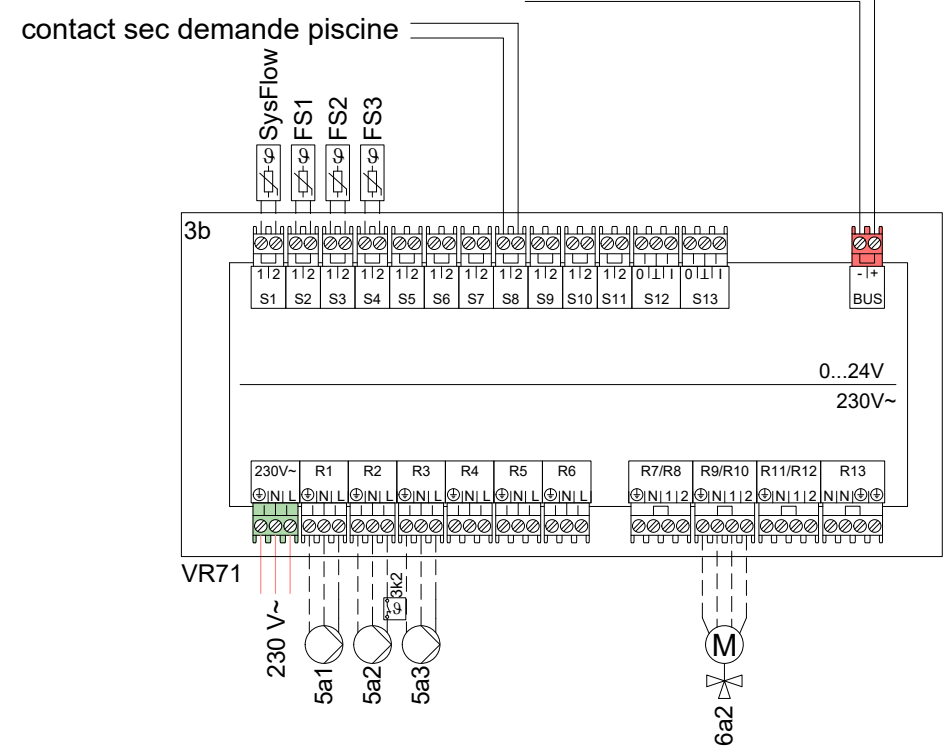 contact sec demande piscine
SysFlow
FS1
FS2
FS3
ϑ ϑ ϑ ϑ
3b
1 2 1 2 1 2 1 2 1 2 1 2 1 2 1 2 1 2 1 2 1 2 0 ⊥ I 0 ⊥ I - +
S1 S2 S3 S4 S5 S6 S7 S8 S9 S10 S11 S12 S13 BUS
0...24V
230V~
230V~ R1 R2 R3 R4 R5 R6 R7/R8 R9/R10 R11/R12 R13
N L N L N L N L N L N L N L N 1 2 N 1 2 N 1 2 N N
VR71
230 V~
5a1
5a2
3k2
ϑ
5a3
M
6a2